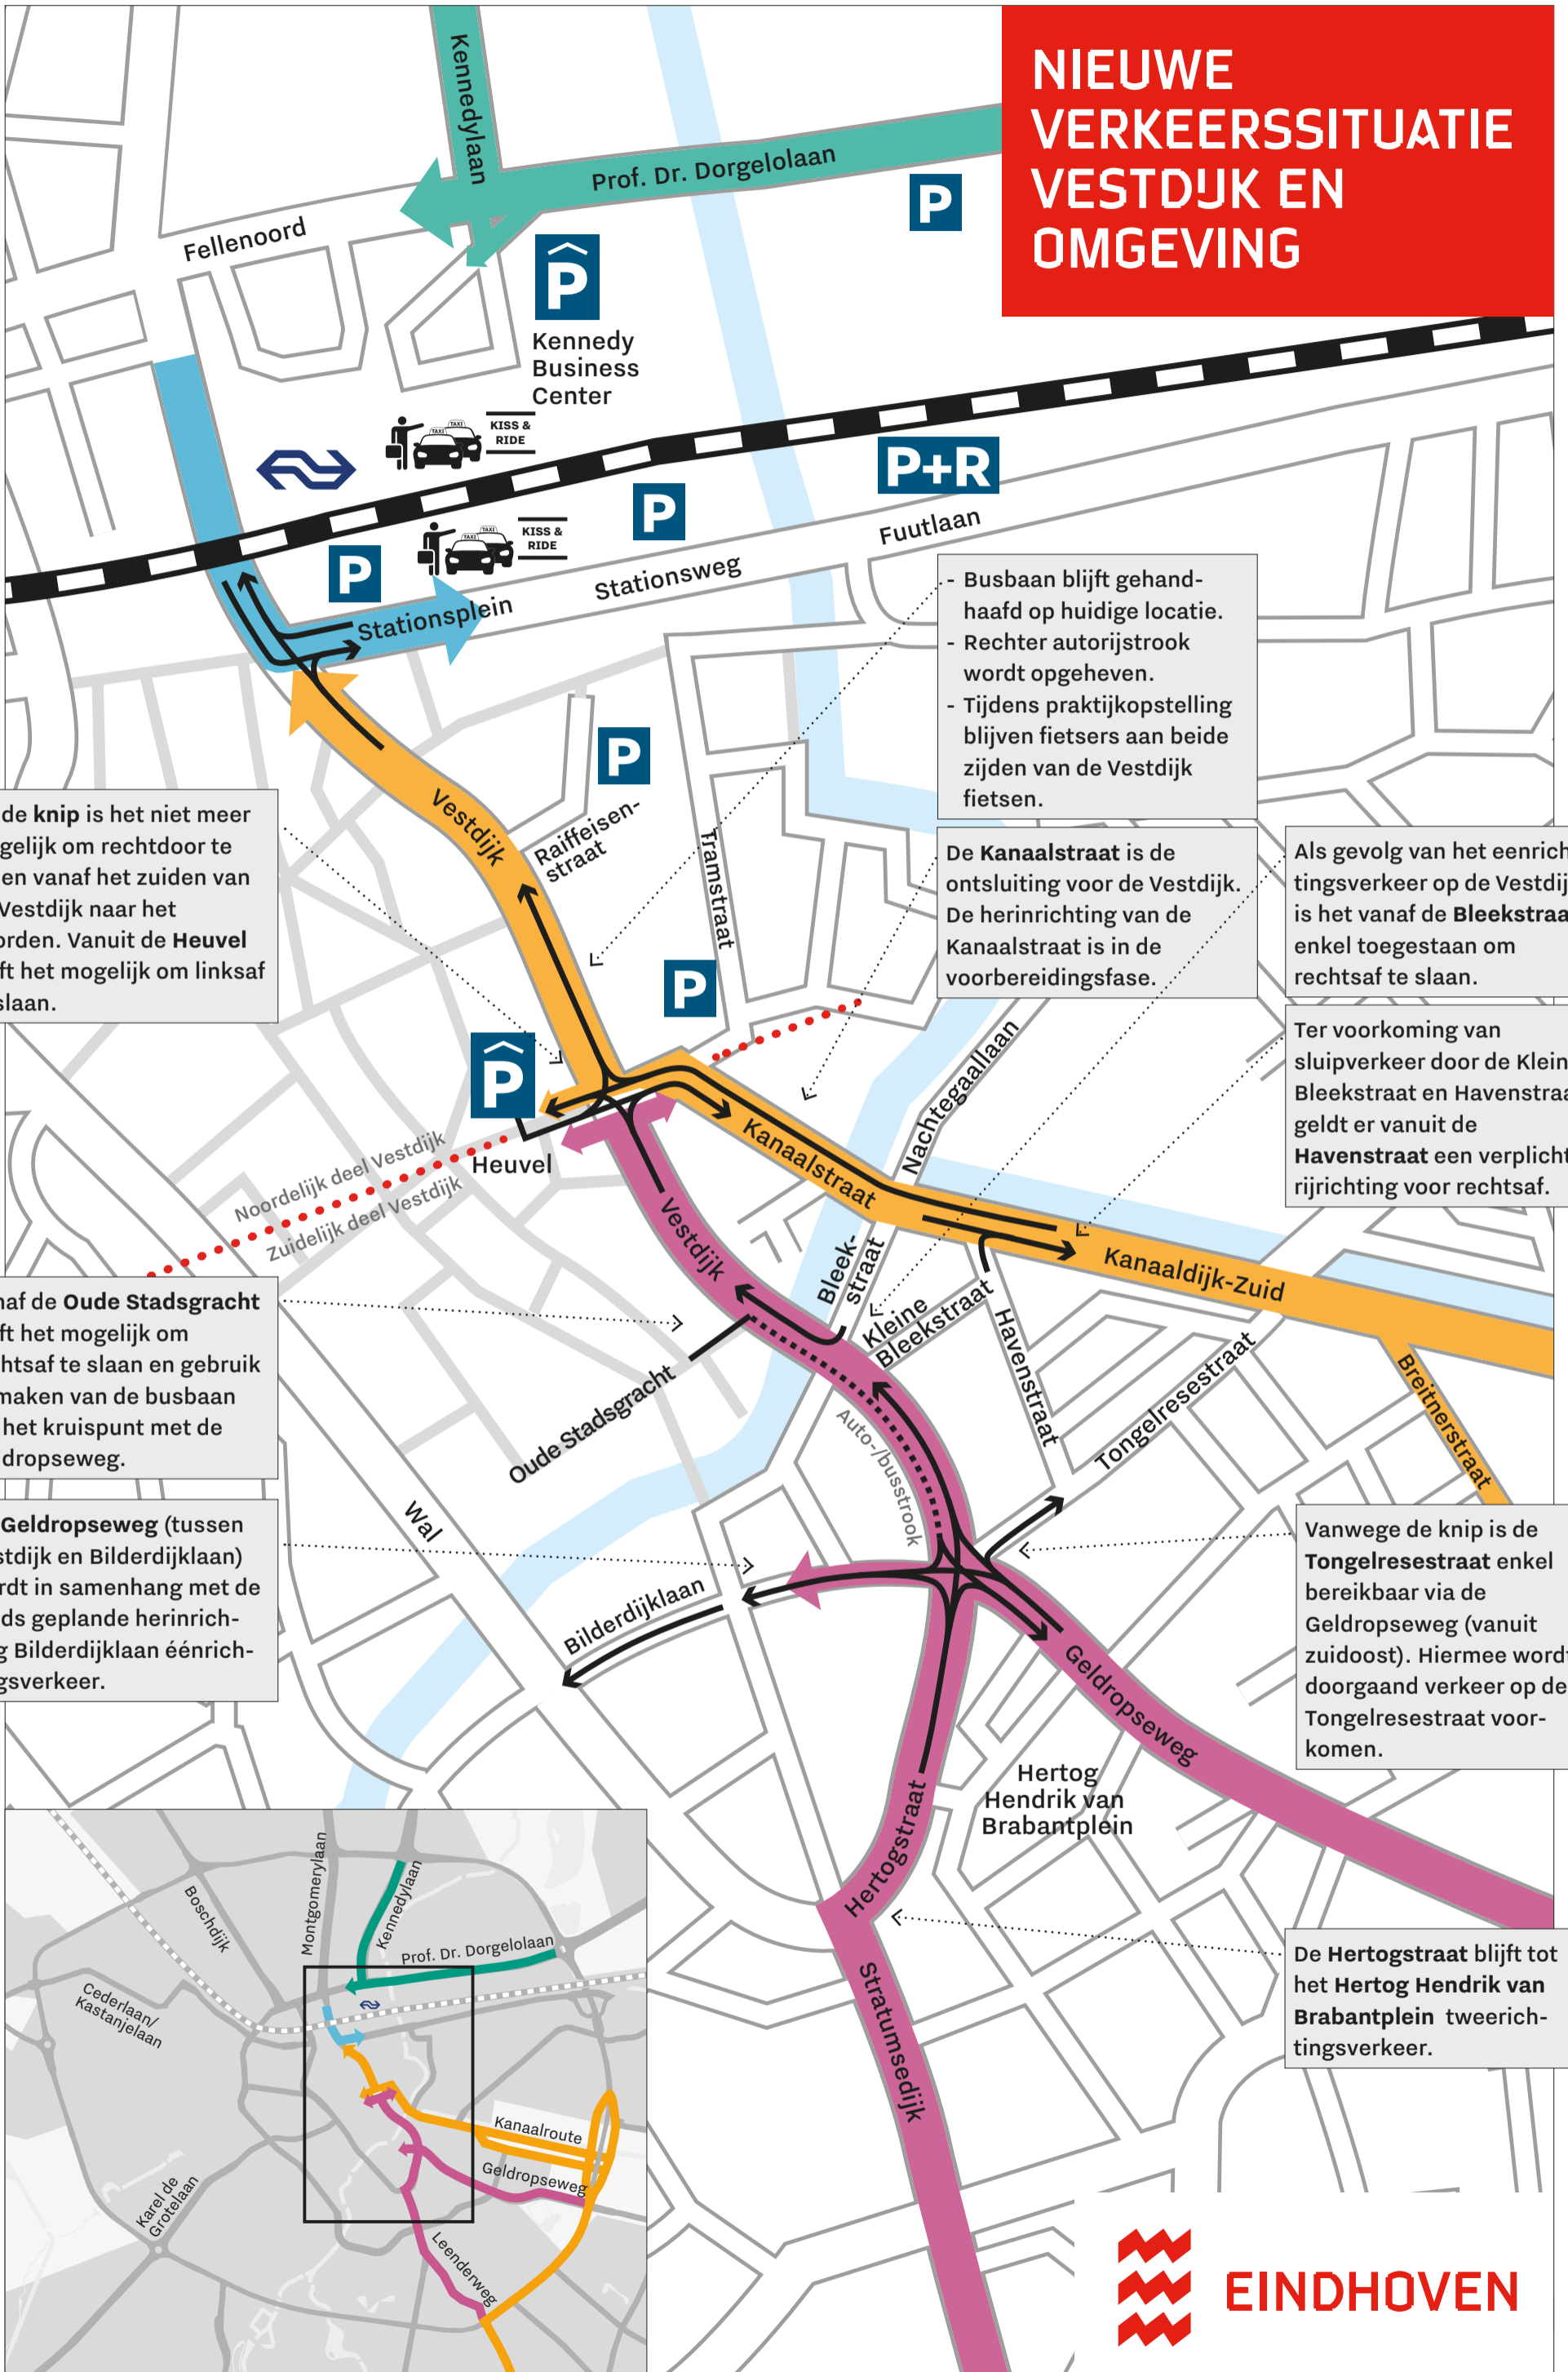 NIEUWE
VERKEERSSITUATIE
VESTDIJK EN
OMGEVING
Kennedylaan
Prof. Dr. Dorgelolaan
P
Fellenoord
P
Kennedy
Business
Center
TAXI
TAXI
KISS &
RIDE
P+R
P
TAXI
TAXI
KISS &
RIDE
Fuutlaan
P
Stationsweg
Stationsplein
- Busbaan blijft gehand-
haafd op huidige locatie.
- Rechter autorijstrook
wordt opgeheven.
- Tijdens praktijkopstelling
blijven fietsers aan beide
zijden van de Vestdijk
fietsen.
P
Vestdijk
Raiffeisen-
straat
Tramstraat
de knip is het niet meer
gelijk om rechtdoor te
en vanaf het zuiden van
Vestdijk naar het
orden. Vanuit de Heuvel
ft het mogelijk om linksaf
slaan.
De Kanaalstraat is de
ontsluiting voor de Vestdijk.
De herinrichting van de
Kanaalstraat is in de
voorbereidingsfase.
Als gevolg van het eenrich
tingsverkeer op de Vestdij
is het vanaf de Bleekstraa
enkel toegestaan om
rechtsaf te slaan.
P
P
Ter voorkoming van
sluipverkeer door de Klein
Bleekstraat en Havenstraa
geldt er vanuit de
Havenstraat een verplicht
rijrichting voor rechtsaf.
Nachtegaallaan
Kanaalstraat
Heuvel
Noordelijk deel Vestdijk
Zuidelijk deel Vestdijk
Vestdijk
Bleek-
straat
Kanaaldijk-Zuid
Kleine
Bleekstraat
Havenstraat
Breitnerstraat
Tongelresestraat
naf de Oude Stadsgracht
ft het mogelijk om
chtsaf te slaan en gebruik
maken van de busbaan
het kruispunt met de
dropseweg.
Oude Stadsgracht
Auto-/busstrook
Wal
Geldropseweg (tussen
stdijk en Bilderdijklaan)
rdt in samenhang met de
ds geplande herinrich-
g Bilderdijklaan éénrich-
gsverkeer.
Bilderdijklaan
Vanwege de knip is de
Tongelresestraat enkel
bereikbaar via de
Geldropseweg (vanuit
zuidoost). Hiermee word
doorgaand verkeer op de
Tongelresestraat voor-
komen.
Geldropseweg
Hertog
Hendrik van
Brabantplein
Hertogstraat
De Hertogstraat blijft tot
het Hertog Hendrik van
Brabantplein tweerich-
tingsverkeer.
Stratumsedijk
Montgomerylaan
Kennedylaan
Boschdijk
Prof. Dr. Dorgelolaan
Cederlaan/
Kastanjelaan
Kanaalroute
Geldropseweg
Karel de
Grotelaan
Leenderweg
EINDHOVEN